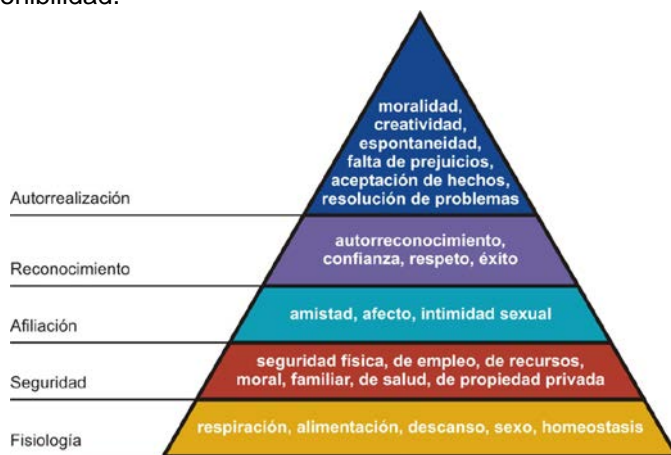 onibilidad.
moralidad,
creatividad,
espontaneidad,
falta de prejuicios,
aceptación de hechos,
resolución de problemas
Autorrealización
autorreconocimiento,
confianza, respeto, éxito
Reconocimiento
amistad, afecto, intimidad sexual
Afiliación
seguridad física, de empleo, de recursos,
moral, familiar, de salud, de propiedad privada
Seguridad
respiración, alimentación, descanso, sexo, homeostasis
Fisiología